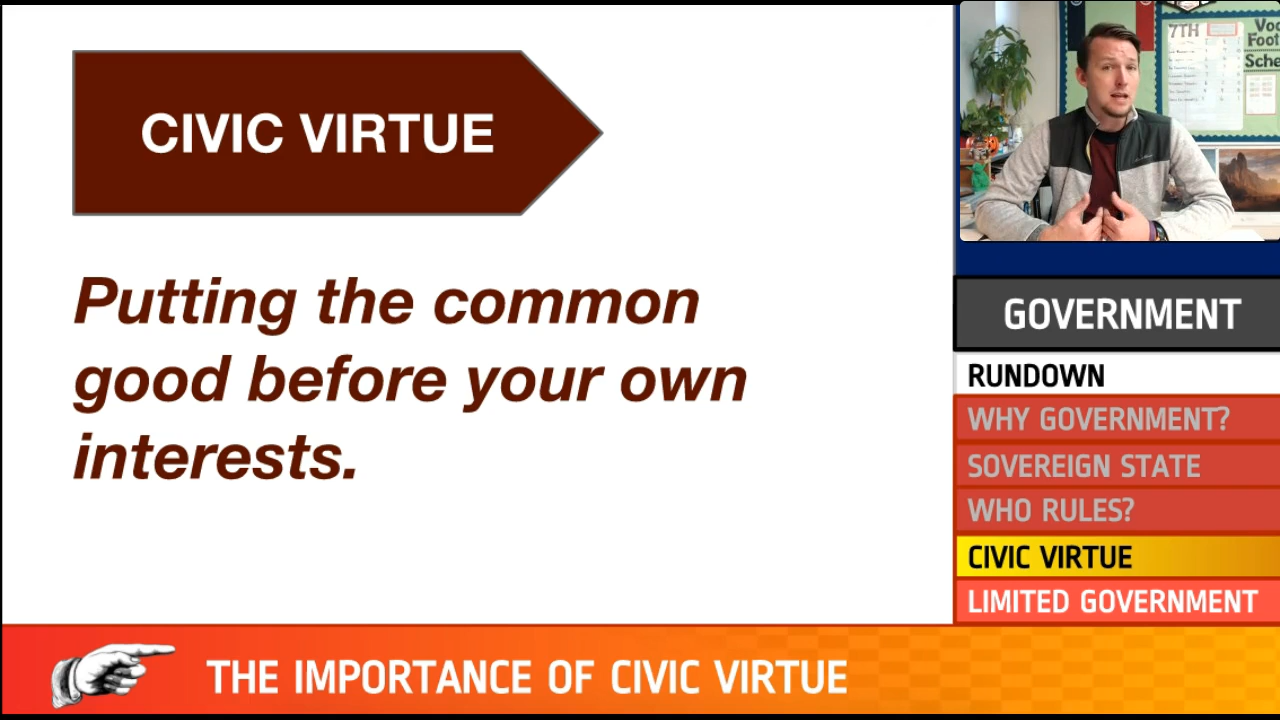 CIVIC VIRTUE
Putting the common
good before your own
interests.
7TH
GOVERNMENT
RUNDOWN
WHY GOVERNMENT?
SOVEREIGN STATE
WHO RULES?
CIVIC VIRTUE
LIMITED GOVERNMENT
THE IMPORTANCE OF CIVIC VIRTUE